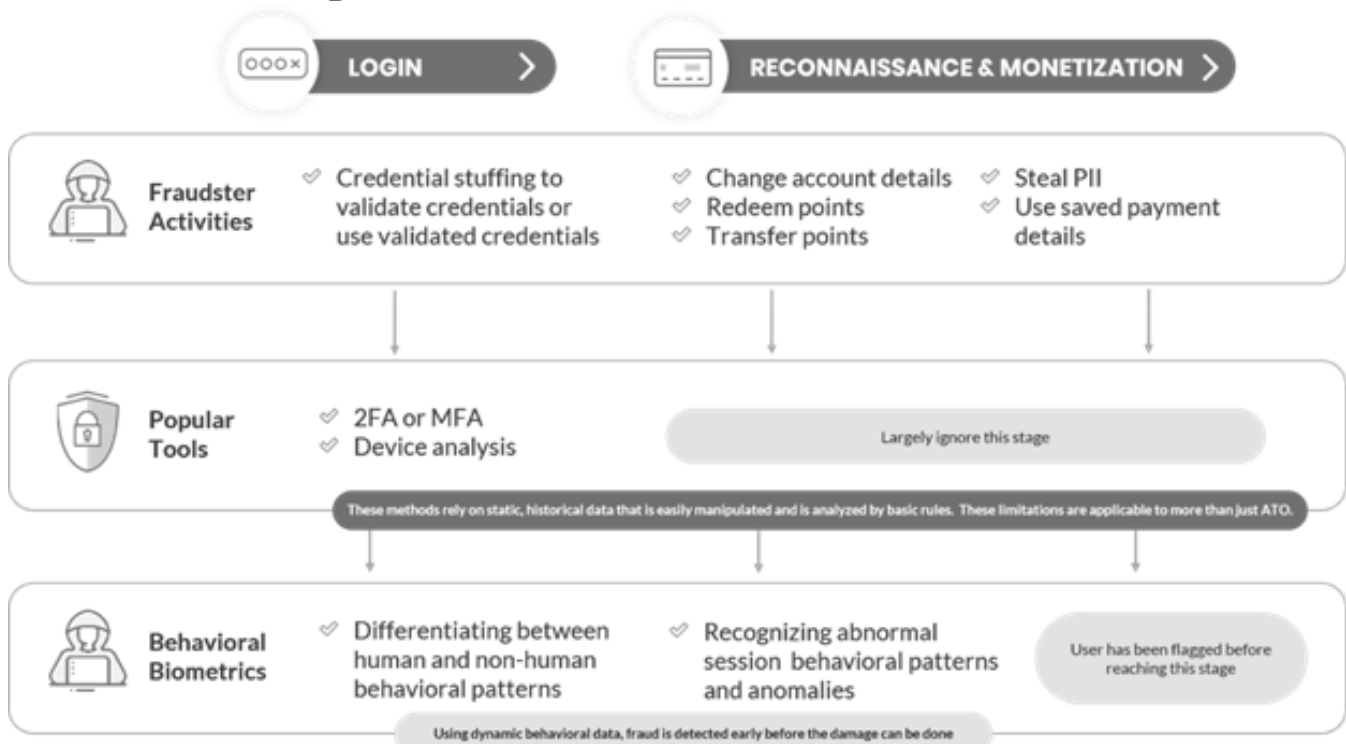 OOO×
LOGIN
RECONNAISSANCE & MONETIZATION
Fraudster
Activities
Credential stuffing to
validate credentials or
use validated credentials
Change account details
Redeem points
Transfer points
Steal PII
Use saved payment
details
Popular
Tools
2FA or MFA
Device analysis
Largely ignore this stage
These methods rely on static, historical data that is easily manipulated and is analyzed by basic rules. These limitations are applicable to more than just ATO.
Behavioral
Biometrics
Differentiating between
human and non-human
behavioral patterns
Recognizing abnormal
session behavioral patterns
and anomalies
User has been flagged before
reaching this stage
Using dynamic behavioral data, fraud is detected early before the damage can be done